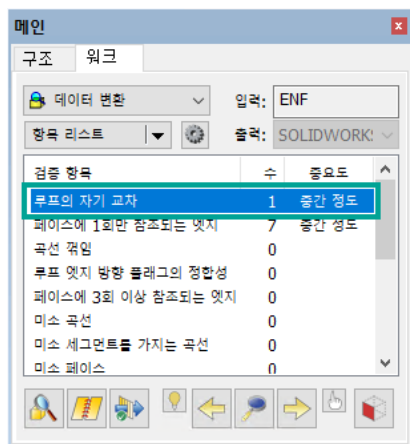 메인
구조 워크
데이터 변환 입력: ENF
항목 리스트 출력: SOLIDWORK
검증 항목 수 중요도
루프의 자기 교차 1 중간 정도
페이스에 1회만 참조되는 엣지 7 중간 정도
곡선 꺾임 0
루프 엣지 방향 플래그의 정합성 0
페이스에 3회 이상 참조되는 엣지 0
미소 곡선 0
미소 세그먼트를 가지는 곡선 0
미소 페이스 0